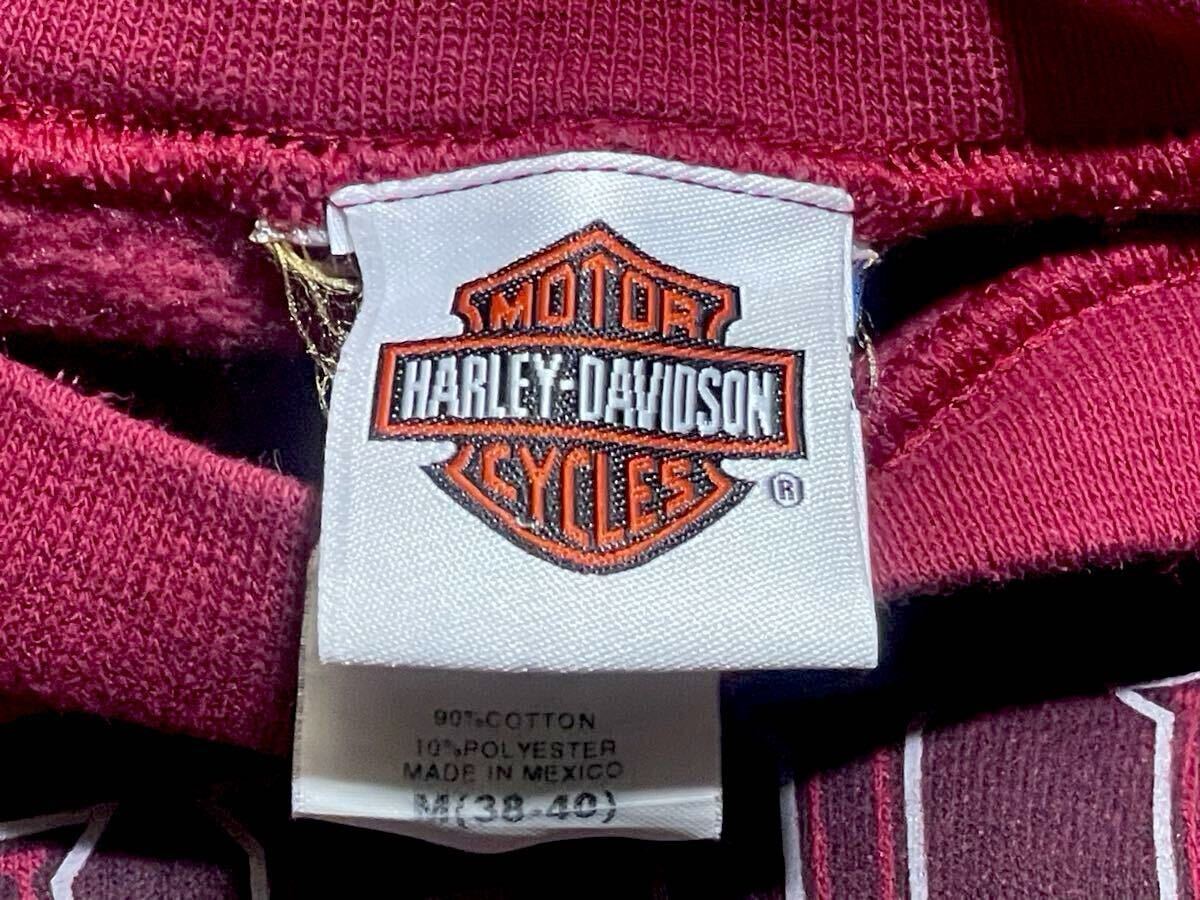 MOTOR
HARLEY-DAVIDSON
CYCLES
®
90% COTTON
10% POLYESTER
MADE IN MEXICO
M(38-40)